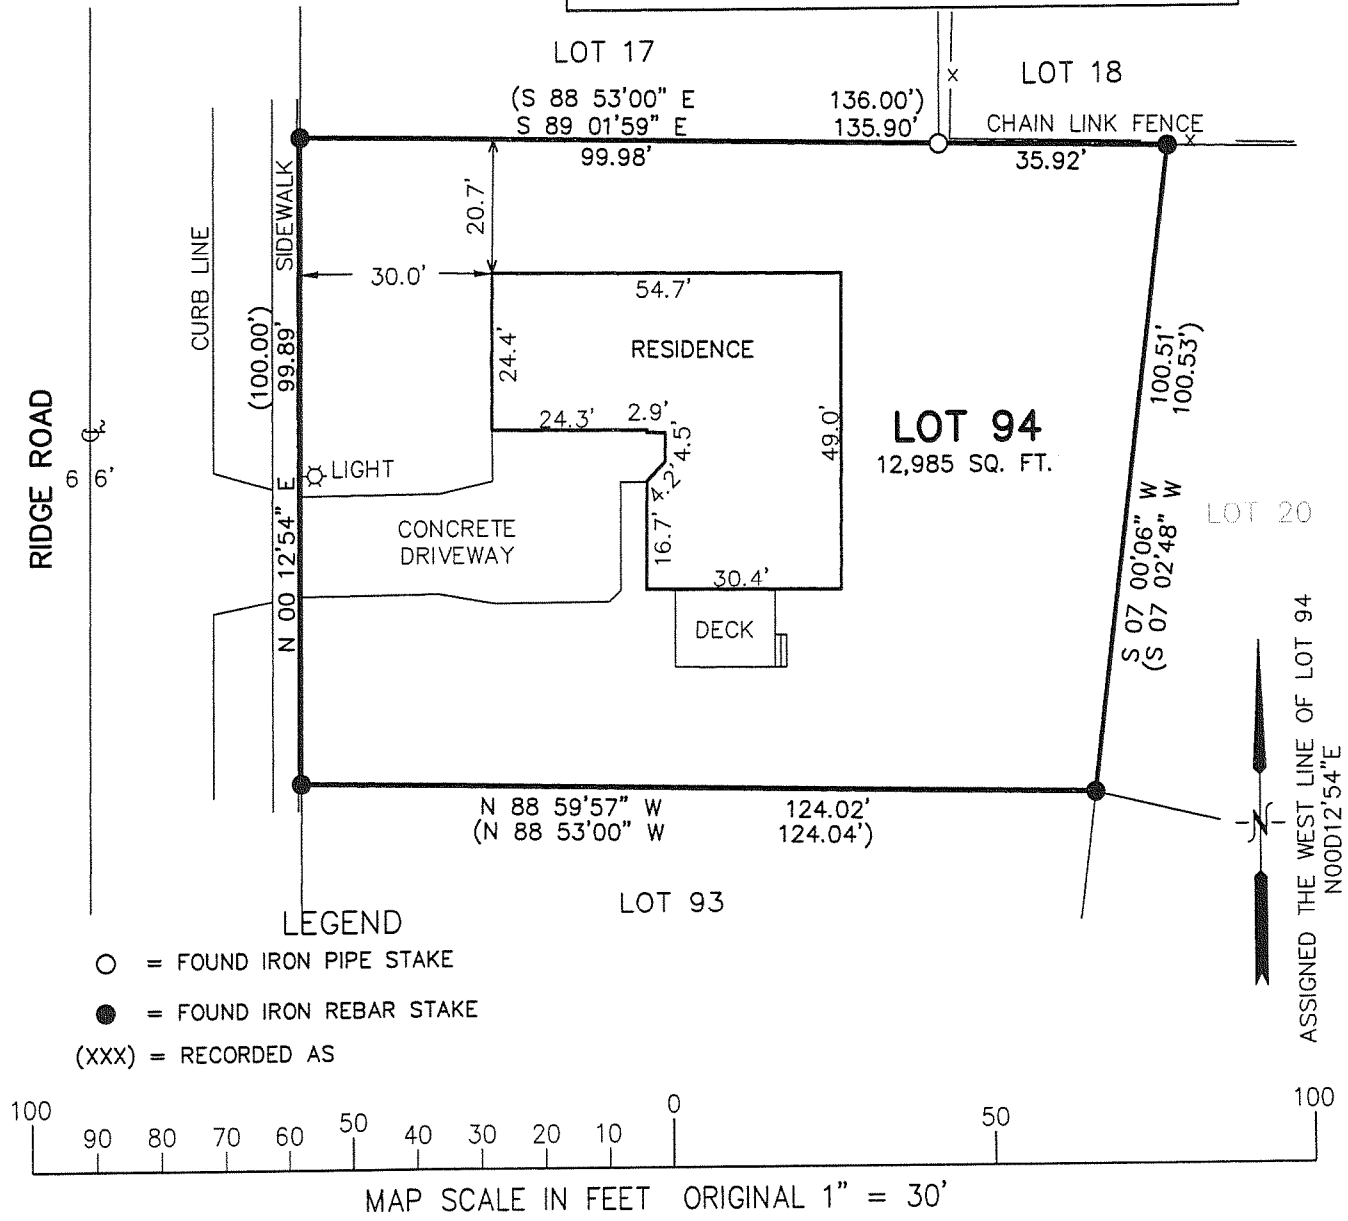 LOT 17
LOT 18
(S 88 53'00" E 136.00')
S 89 01'59" E 135.90'
CHAIN LINK FENCE
99.98'
35.92'
x
x
CURB LINE
SIDEWALK
20.7'
30.0'
54.7'
(100.00')
99.89'
24.4'
RESIDENCE
100.51'
100.53')
RIDGE ROAD
24.3'
2.9'
4.5'
49.0'
LOT 94
12,985 SQ. FT.
6 6'
LIGHT
4.2'
N 00 12'54" E
CONCRETE
DRIVEWAY
16.7'
S 07 00'06" W
(S 07 02'48" W
LOT 20
30.4'
DECK
N 88 59'57" W 124.02'
(N 88 53'00" W 124.04')
N
ASSIGNED THE WEST LINE OF LOT 94
N00D12'54"E
LOT 93
LEGEND
= FOUND IRON PIPE STAKE
= FOUND IRON REBAR STAKE
(XXX) = RECORDED AS
100 90 80 70 60 50 40 30 20 10 0 50 100
MAP SCALE IN FEET ORIGINAL 1" = 30'